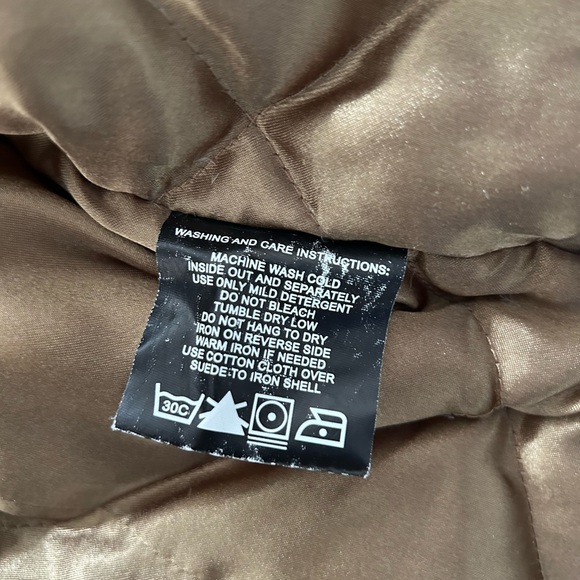 WASHING AND CARE INSTRUCTIONS:
MACHINE WASH COLD
INSIDE OUT AND SEPARATELY
USE ONLY MILD DETERGENT
DO NOT BLEACH
TUMBLE DRY LOW
DO NOT HANG TO DRY
IRON ON REVERSE SIDE
WARM IRON IF NEEDED
USE COTTON CLOTH OVER
SUEDE TO IRON SHELL
30C